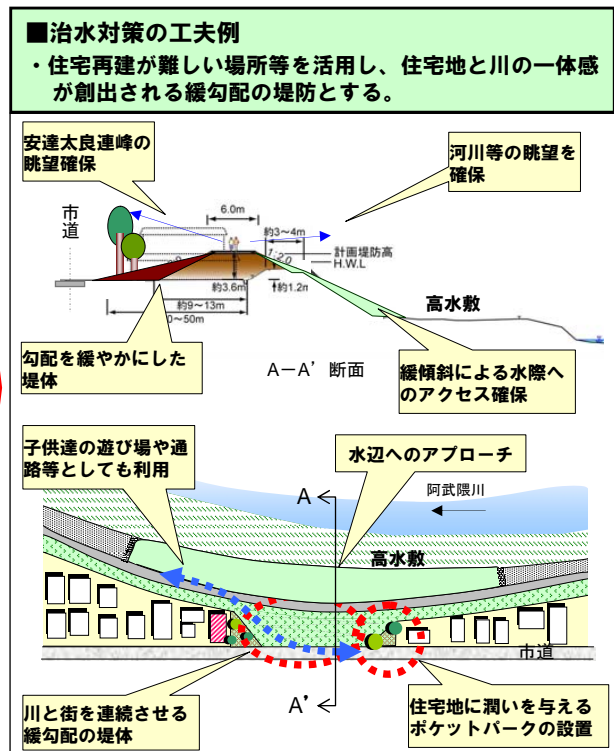 ■治水対策の工夫例
・住宅再建が難しい場所等を活用し、住宅地と川の一体感
が創出される緩勾配の堤防とする。
安達太良連峰の
眺望確保
河川等の眺望を
確保
市道
6.0m
約3~4m
1:2.0
計画堤防高
H.W.L
約3.6m
約1.2m
約9~13m
0~50m
高水敷
勾配を緩やかにした
堤体
A-A’ 断面
緩傾斜による水際へ
のアクセス確保
子供達の遊び場や通
路等としても利用
水辺へのアプローチ
A
阿武隈川
高水敷
市道
川と街を連続させる
緩勾配の堤体
A’
住宅地に潤いを与える
ポケットパークの設置